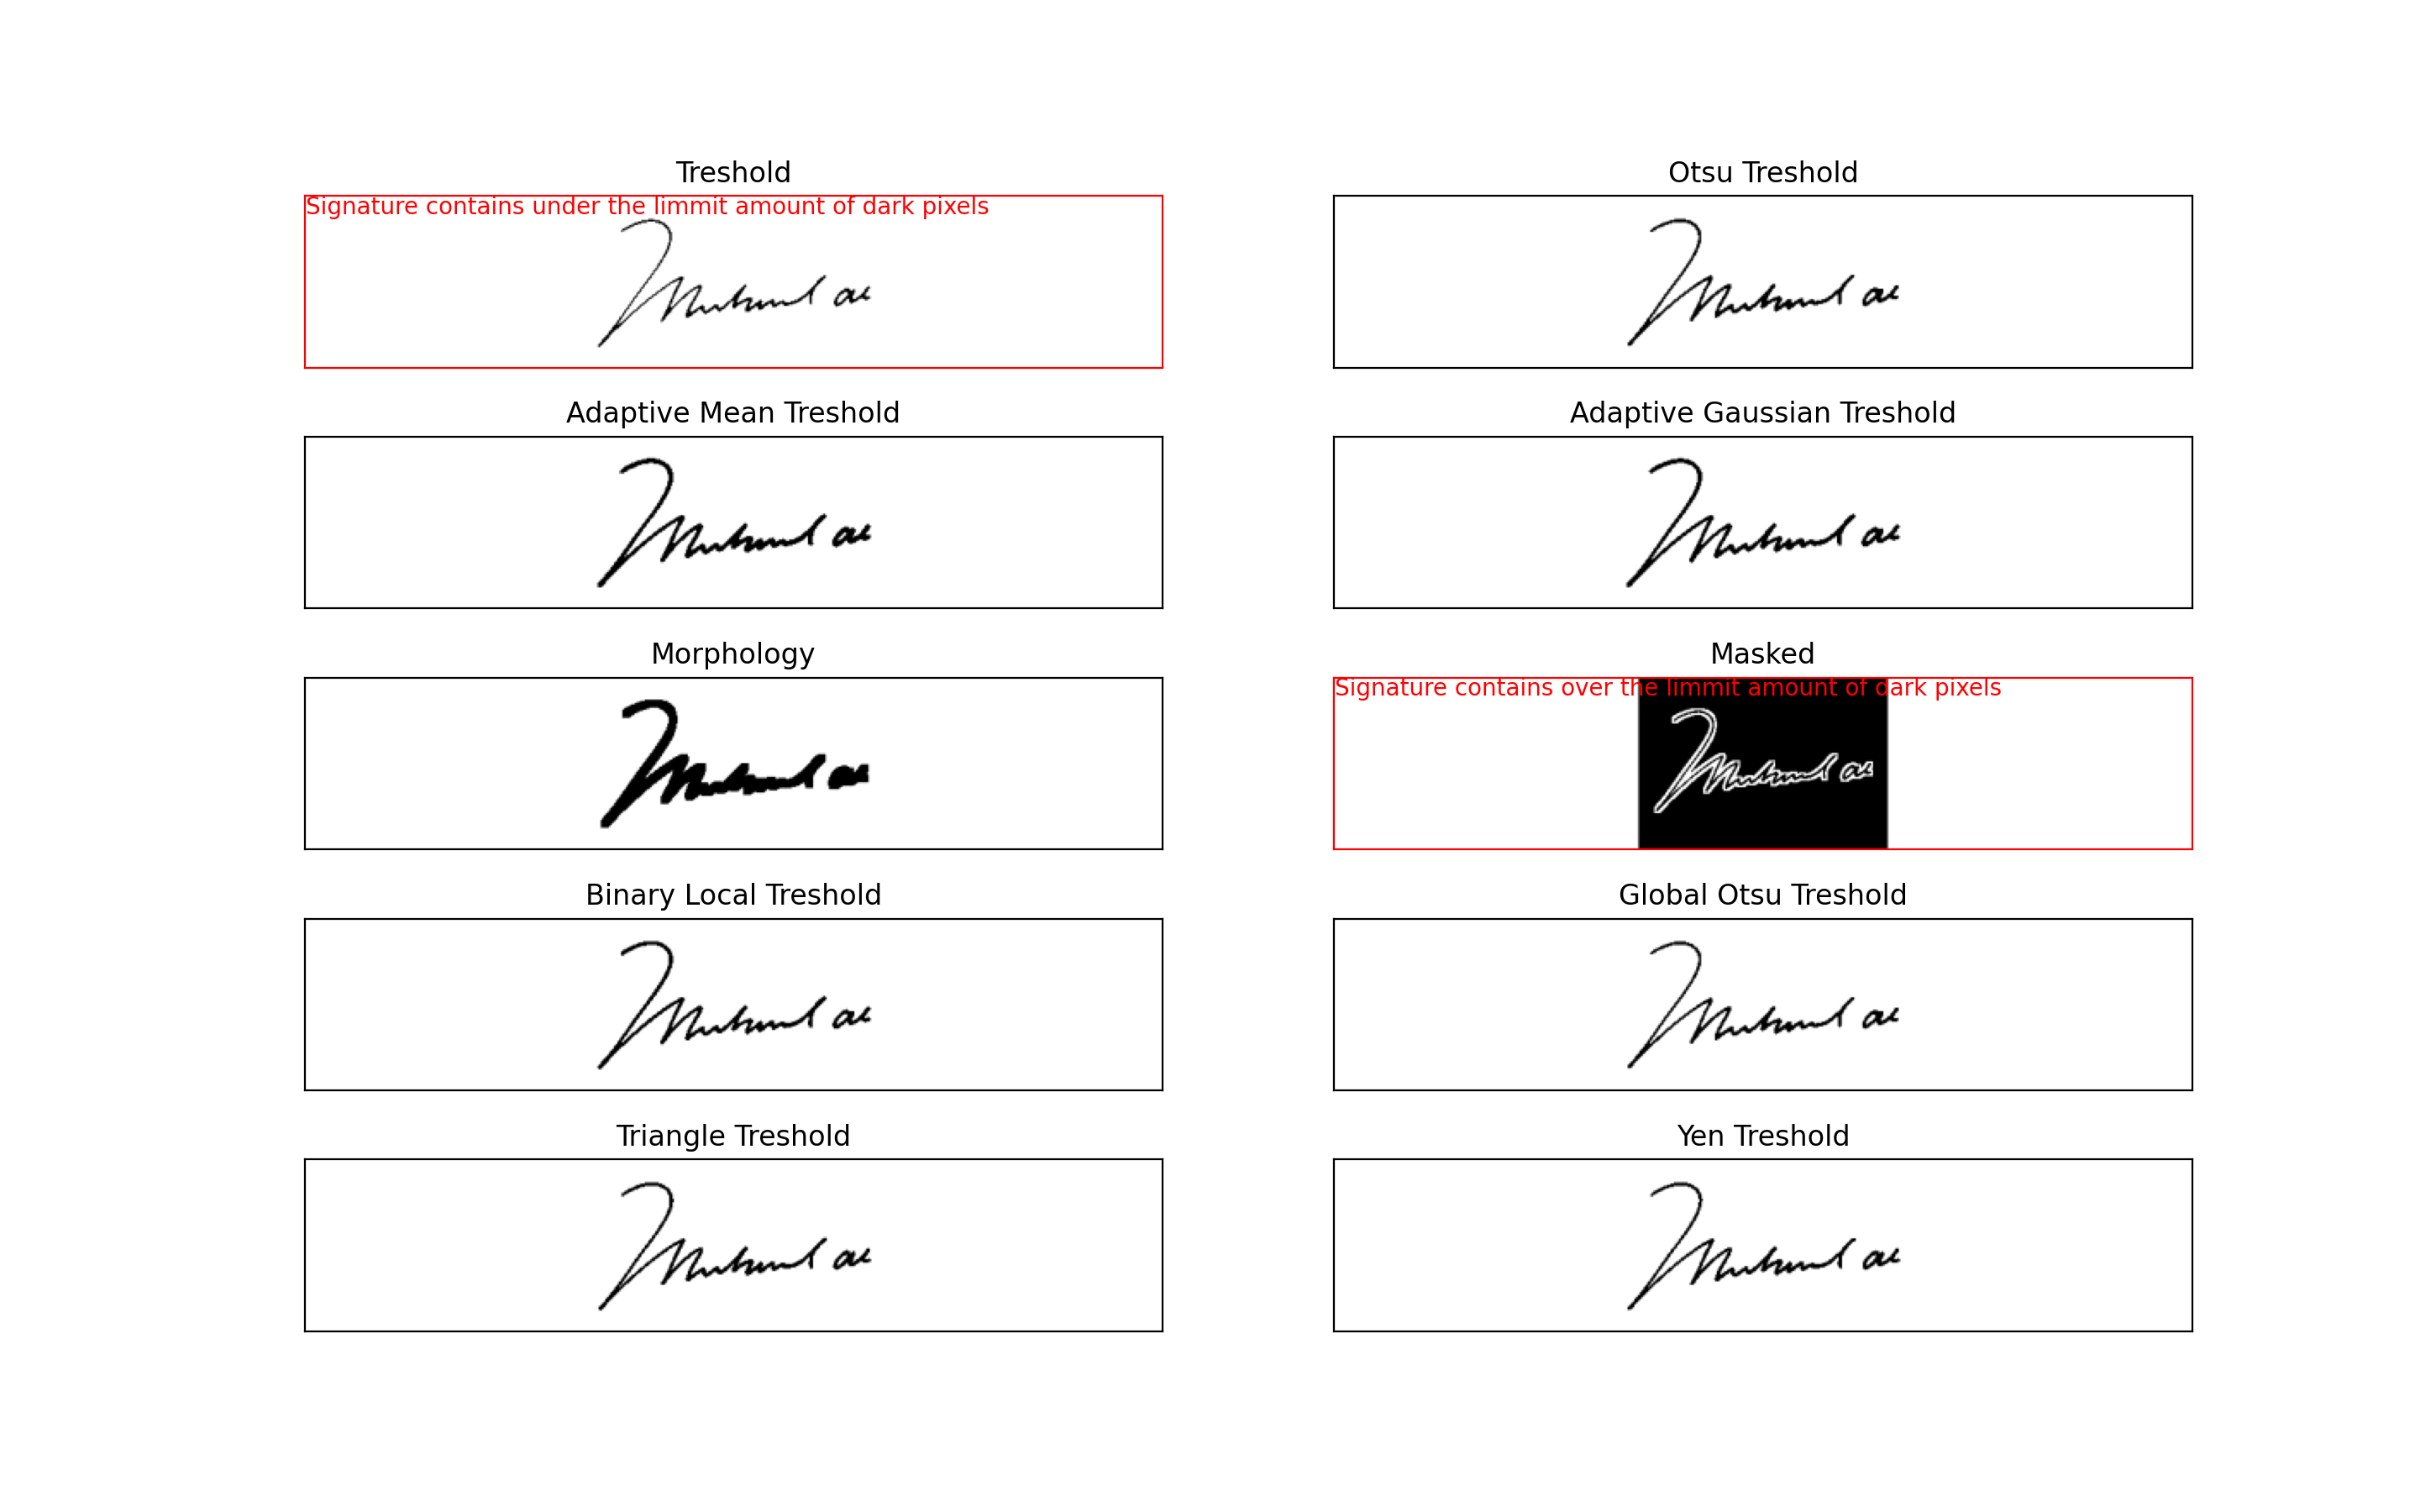 Treshold
Signature contains under the limmit amount of dark pixels
Otsu Treshold
Adaptive Mean Treshold
Adaptive Gaussian Treshold
Morphology
Masked
Signature contains over the limmit amount of dark pixels
Binary Local Treshold
Global Otsu Treshold
Triangle Treshold
Yen Treshold